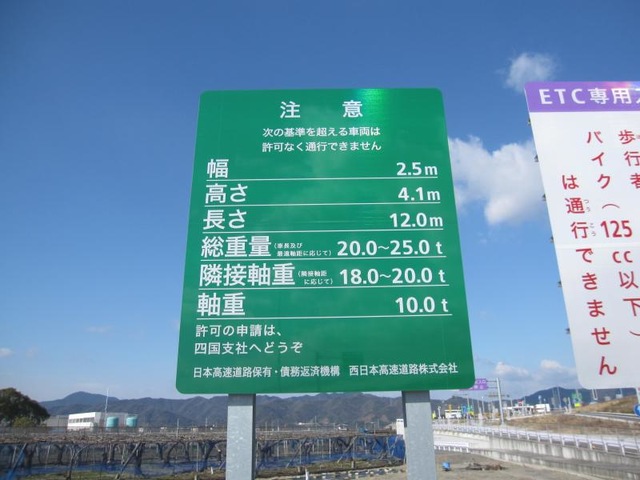 注意
次の基準を超える車両は
許可なく通行できません
幅 2.5m
高さ 4.1m
長さ 12.0m
総重量(車長及び最遠軸距に応じて) 20.0~25.0 t
隣接軸重(隣接軸距に応じて) 18.0~20.0 t
軸重 10.0 t
許可の申請は、
四国支社へどうぞ
日本高速道路保有・債務返済機構 西日本高速道路株式会社
ETC専用
歩行者
バイク(125cc以下)
は通行できません
つうこう